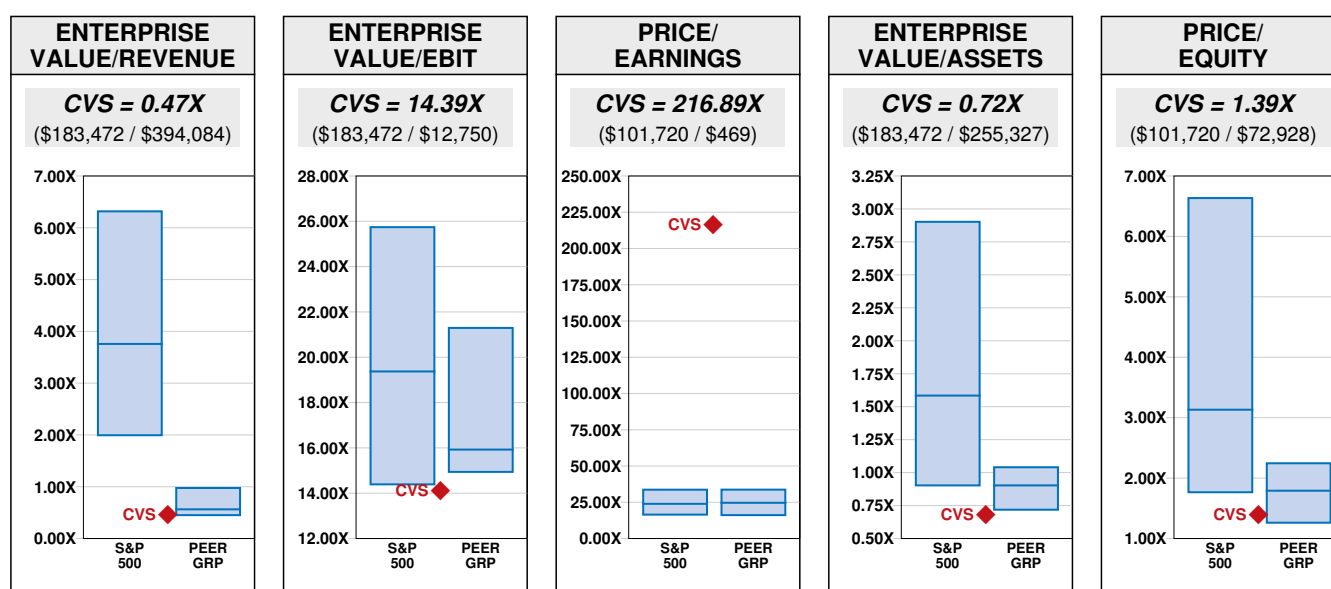 ENTERPRISE
VALUE/REVENUE
CVS = 0.47X
($183,472 / $394,084)
7.00X
6.00X
5.00X
4.00X
3.00X
2.00X
1.00X
0.00X
CVS
S&P
500
PEER
GRP
ENTERPRISE
VALUE/EBIT
CVS = 14.39X
($183,472 / $12,750)
28.00X
26.00X
24.00X
22.00X
20.00X
18.00X
16.00X
14.00X
12.00X
CVS
S&P
500
PEER
GRP
PRICE/
EARNINGS
CVS = 216.89X
($101,720 / $469)
250.00X
225.00X
200.00X
175.00X
150.00X
125.00X
100.00X
75.00X
50.00X
25.00X
0.00X
CVS
S&P
500
PEER
GRP
ENTERPRISE
VALUE/ASSETS
CVS = 0.72X
($183,472 / $255,327)
3.25X
3.00X
2.75X
2.50X
2.25X
2.00X
1.75X
1.50X
1.25X
1.00X
0.75X
0.50X
CVS
S&P
500
PEER
GRP
PRICE/
EQUITY
CVS = 1.39X
($101,720 / $72,928)
7.00X
6.00X
5.00X
4.00X
3.00X
2.00X
1.00X
CVS
S&P
500
PEER
GRP